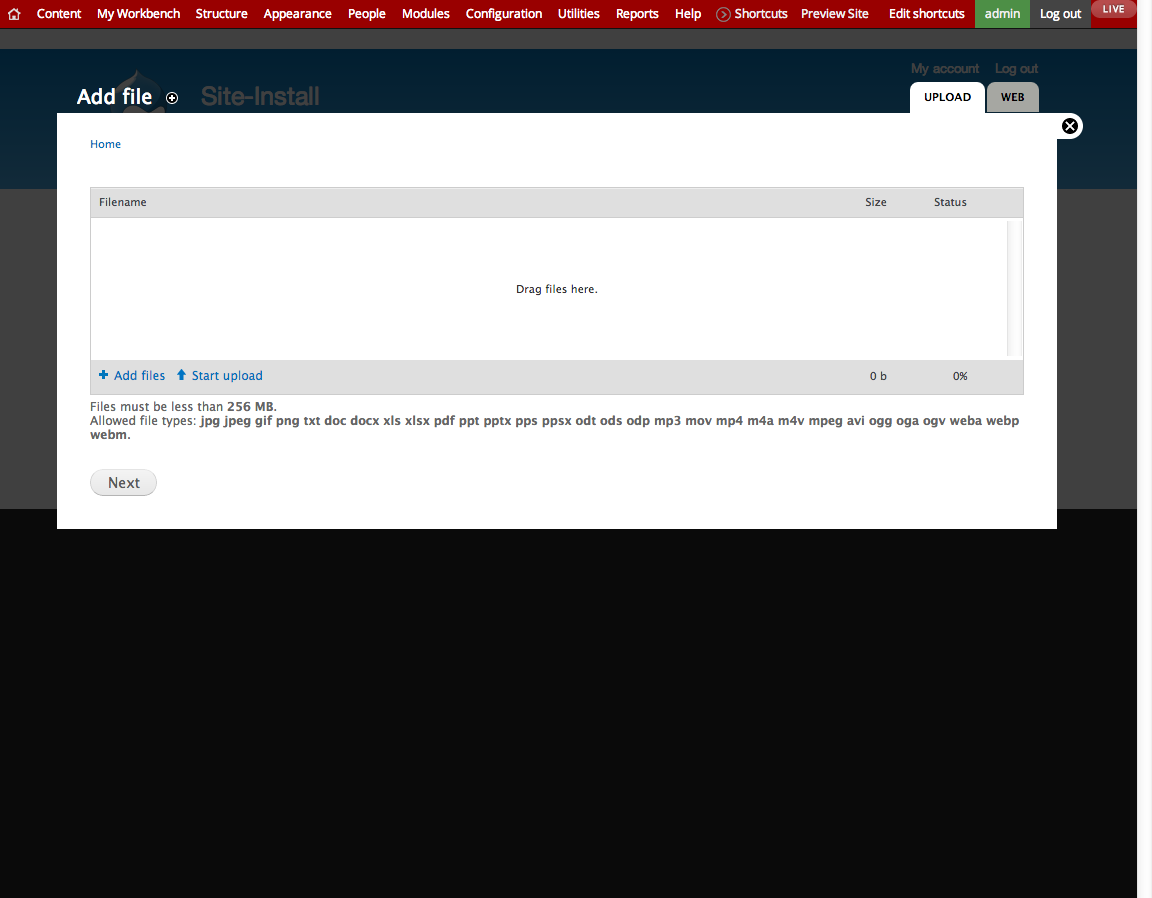 Content My Workbench Structure Appearance People Modules Configuration Utilities Reports Help Shortcuts Preview Site Edit shortcuts admin Log out LIVE
My account Log out
Add file Site-Install UPLOAD WEB
Home
Filename Size Status
Drag files here.
Add files Start upload 0 b 0%
Files must be less than 256 MB.
Allowed file types: jpg jpeg gif png txt doc docx xls xlsx pdf ppt pptx pps ppsx odt ods odp mp3 mov mp4 m4a m4v mpeg avi ogg oga ogv weba webp
webm.
Next